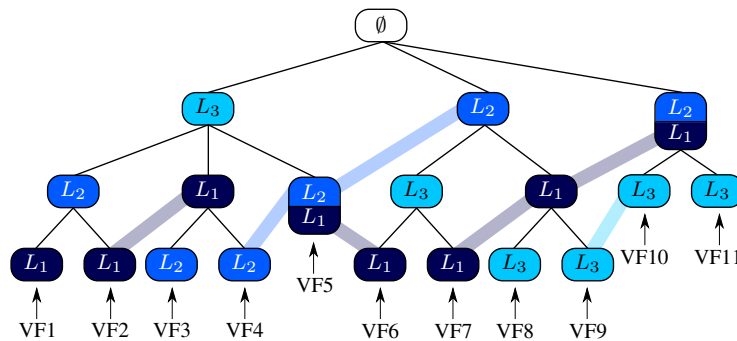 ∅
L₃ L₂ L₂
L₁
L₂ L₁ L₂ L₃ L₁ L₃ L₃
L₁
L₁ L₁ L₂ L₂ L₁ L₁ L₃ L₃
VF10 VF11
VF5
VF1 VF2 VF3 VF4 VF6 VF7 VF8 VF9